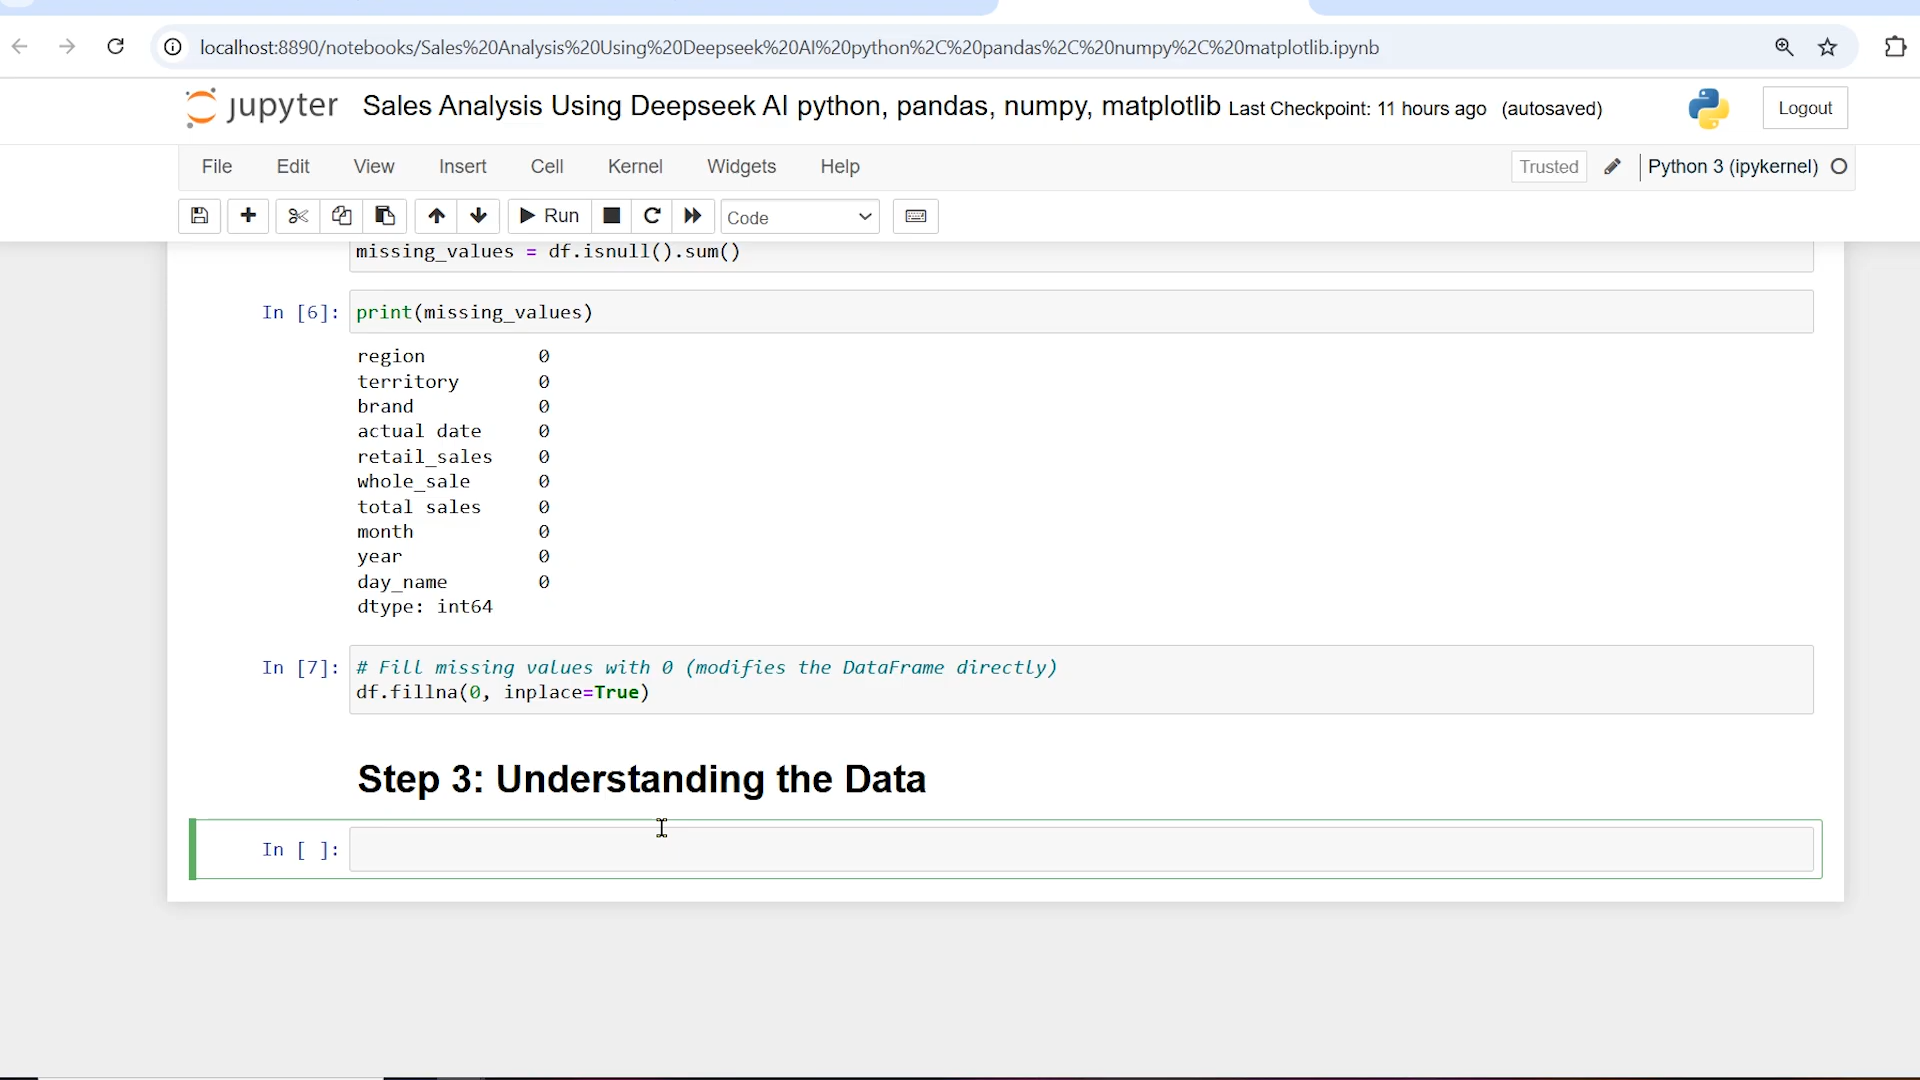 localhost:8890/notebooks/Sales%20Analysis%20Using%20Deepseek%20AI%20python%2C%20pandas%2C%20numpy%2C%20matplotlib.ipynb
jupyter Sales Analysis Using Deepseek AI python, pandas, numpy, matplotlib Last Checkpoint: 11 hours ago (autosaved) Logout
File Edit View Insert Cell Kernel Widgets Help Trusted Python 3 (ipykernel)
Run Code
missing_values = df.isnull().sum()
In [6]: print(missing_values)
region 0
territory 0
brand 0
actual date 0
retail_sales 0
whole_sale 0
total sales 0
month 0
year 0
day_name 0
dtype: int64
In [7]: # Fill missing values with 0 (modifies the DataFrame directly)
df.fillna(0, inplace=True)
Step 3: Understanding the Data
In [ ]: